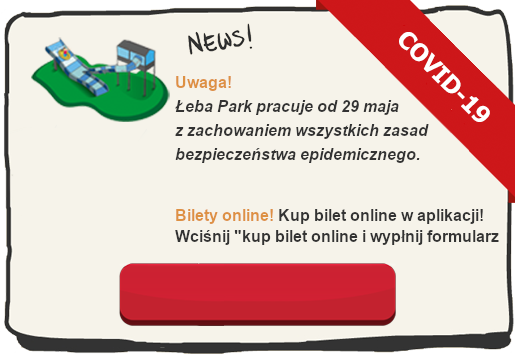 NEWS!
COVID-19
Uwaga!
Łeba Park pracuje od 29 maja
z zachowaniem wszystkich zasad
bezpieczeństwa epidemicznego.
Bilety online! Kup bilet online w aplikacji!
Wciśnij "kup bilet online i wypłnij formularz